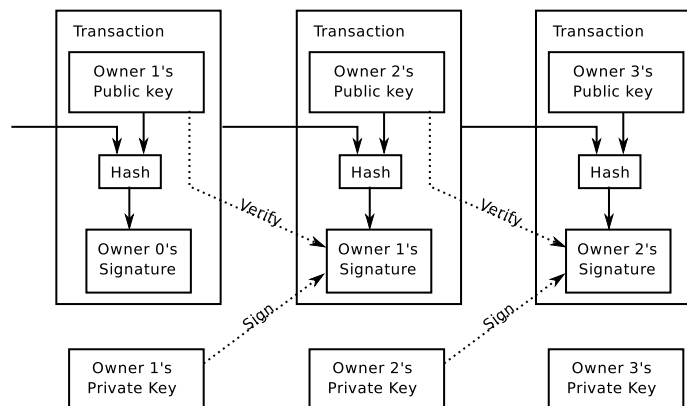 Transaction
Owner 1's
Public key
Hash
Owner 0's
Signature
Verify
Sign
Owner 1's
Private Key
Transaction
Owner 2's
Public key
Hash
Owner 1's
Signature
Verify
Sign
Owner 2's
Private Key
Transaction
Owner 3's
Public key
Hash
Owner 2's
Signature
Owner 3's
Private Key